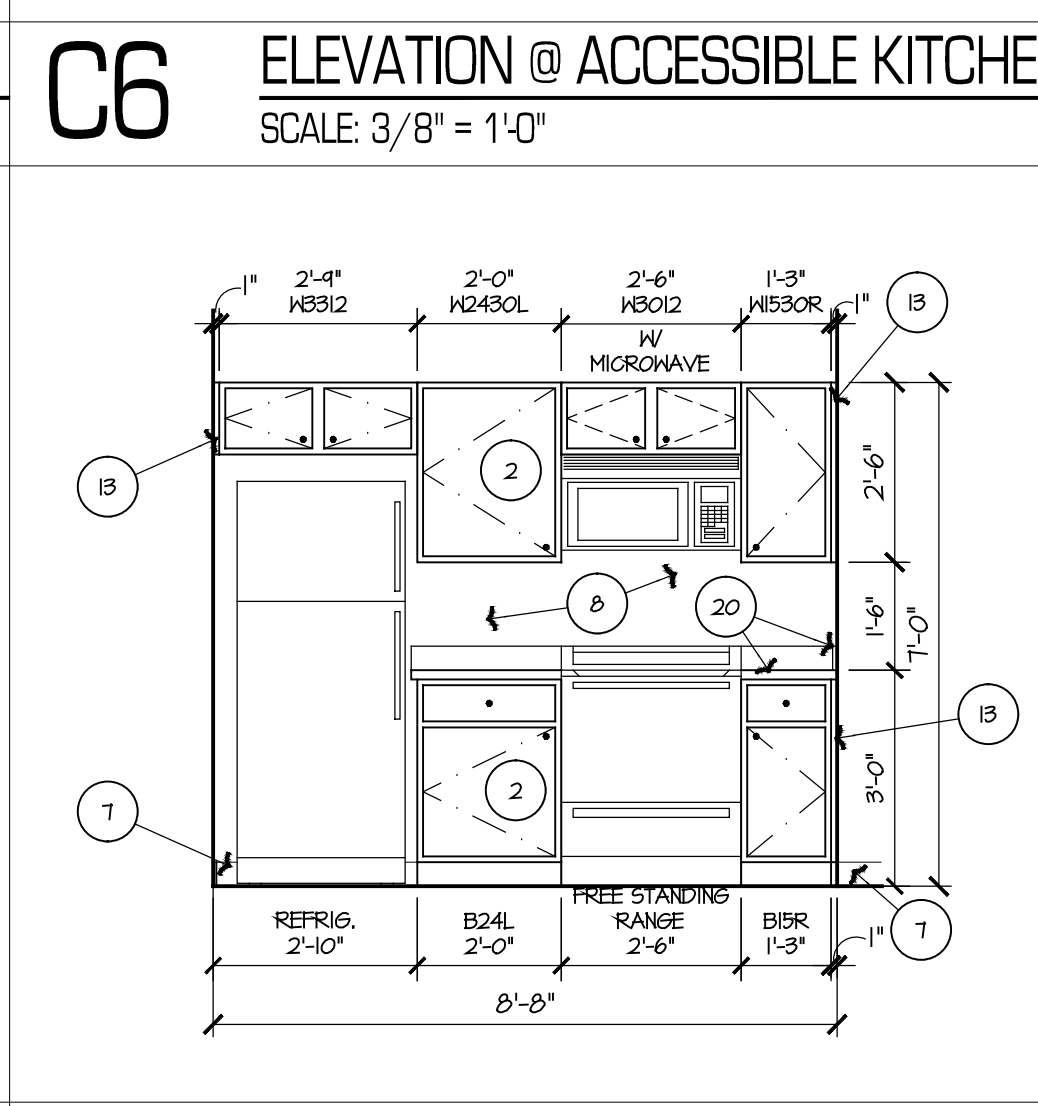 C6
ELEVATION @ ACCESSIBLE KITCHE
SCALE: 3/8" = 1'-0"
1" 2'-9" 2'-0" 2'-6" 1'-3" 1" 13
W3312 W2430L W3012 W1530R
W/
MICROWAVE
2'-6"
2
13
8 20
1'-6"
7'-0"
13
3'-0"
2
7
FREE STANDING
REFRIG. B24L RANGE B15R
2'-10" 2'-0" 2'-6" 1'-3" 1" 7
8'-8"